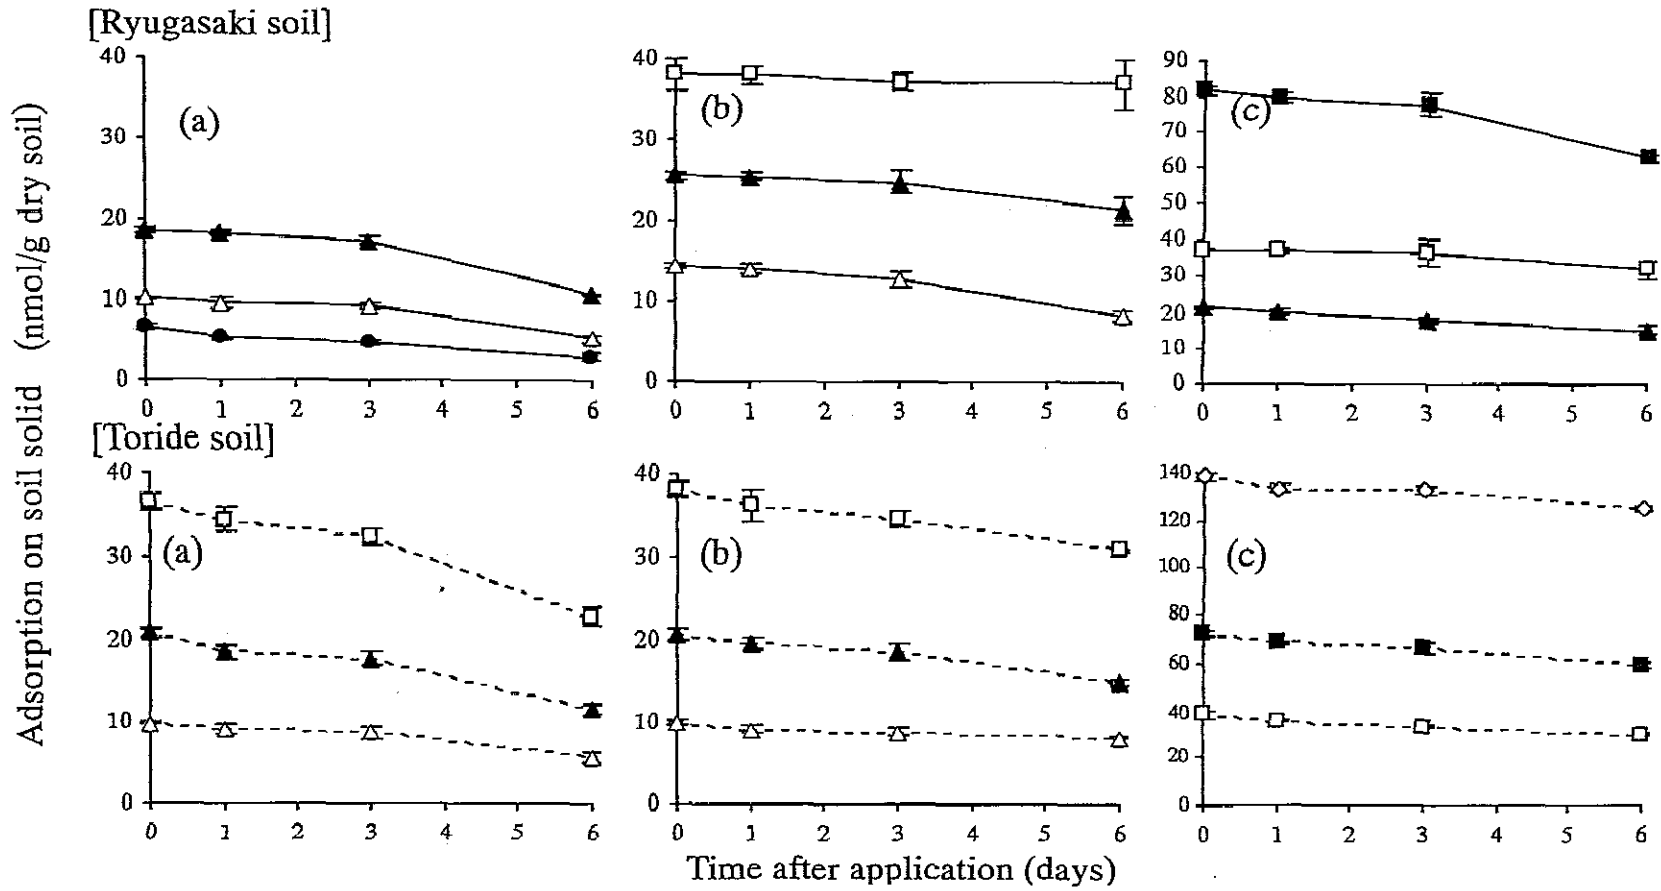 [Ryugasaki soil]
40
30
20
10
0
(a)
0 1 2 3 4 5 6
40
30
20
10
0
(b)
0 1 2 3 4 5 6
90
80
70
60
50
40
30
20
10
0
(c)
0 1 2 3 4 5 6
Adsorption on soil solid (nmol/g dry soil)
[Toride soil]
40
30
20
10
0
(a)
0 1 2 3 4 5 6
40
30
20
10
0
(b)
0 1 2 3 4 5 6
140
120
100
80
60
40
20
0
(c)
0 1 2 3 4 5 6
Time after application (days)